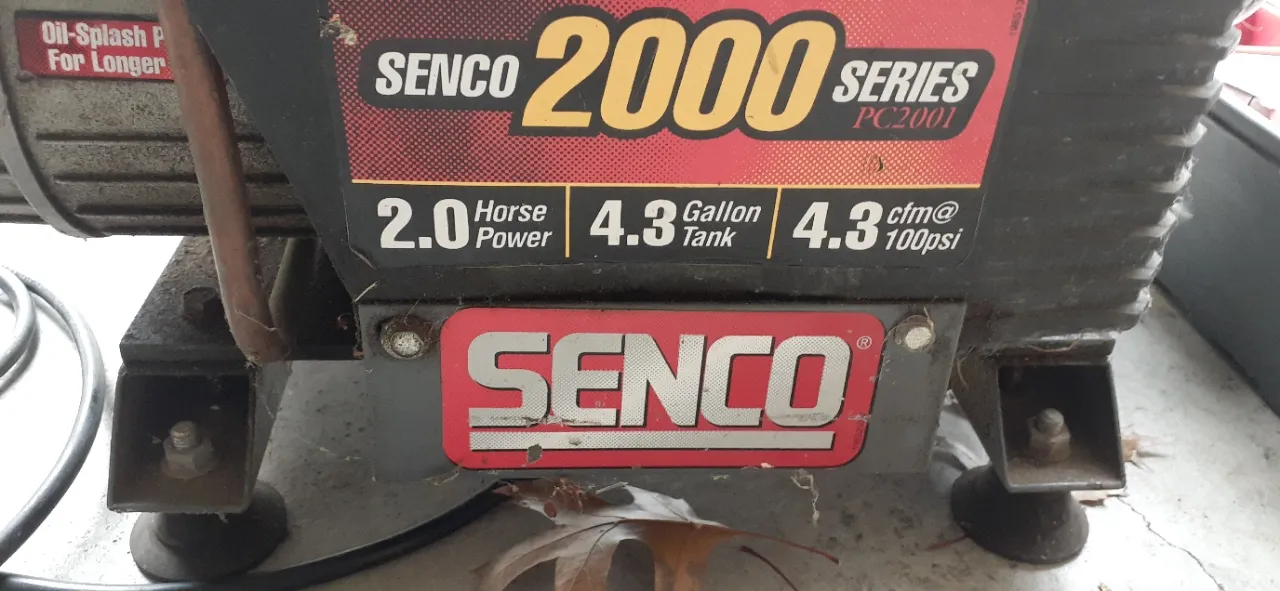 Oil-Splash P
For Longer
SENCO 2000 SERIES
PC2001
2.0 Horse Power
4.3 Gallon Tank
4.3 cfm@ 100psi
SENCO®